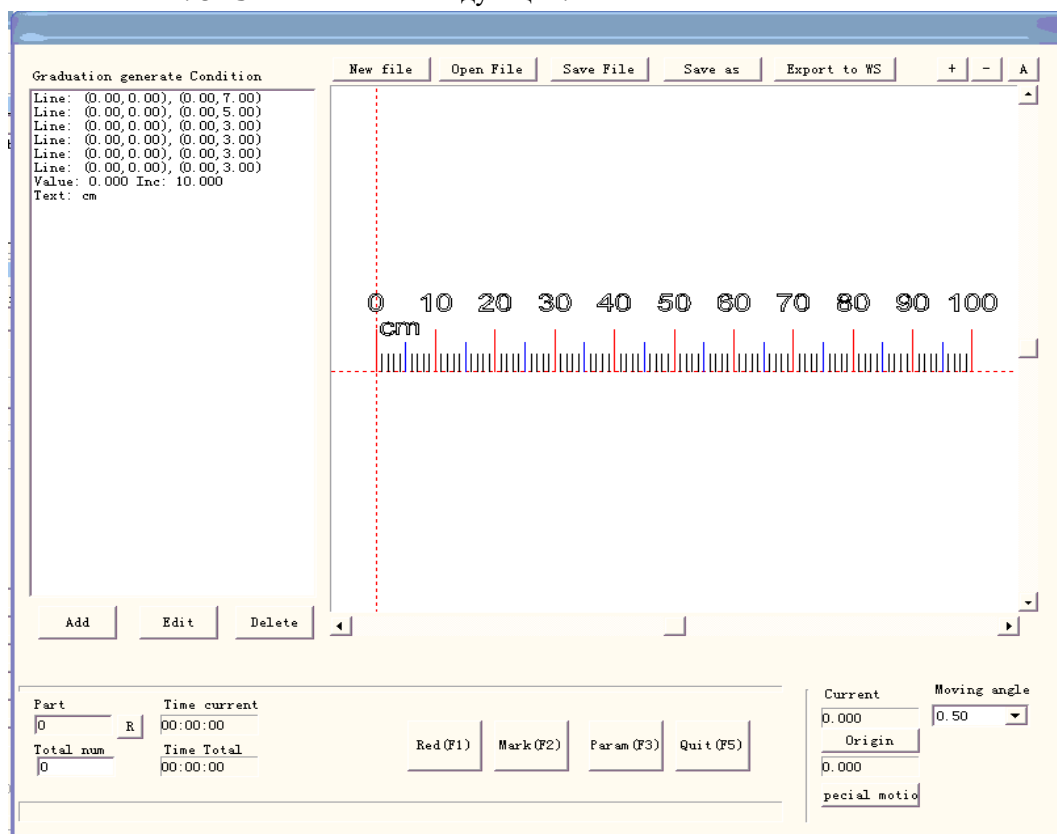 New file Open File Save File Save as Export to WS + - A
Graduation generate Condition
Line: (0.00,0.00), (0.00,7.00)
Line: (0.00,0.00), (0.00,5.00)
Line: (0.00,0.00), (0.00,3.00)
Line: (0.00,0.00), (0.00,3.00)
Line: (0.00,0.00), (0.00,3.00)
Line: (0.00,0.00), (0.00,3.00)
Value: 0.000 Inc: 10.000
Text: cm
0 10 20 30 40 50 60 70 80 90 100
cm
Add Edit Delete
Part Time current
0 R 00:00:00
Total num Time Total
0 00:00:00
Red(F1) Mark(F2) Param(F3) Quit(F5)
Current Moving angle
0.000 0.50
Origin
0.000
pecial motio